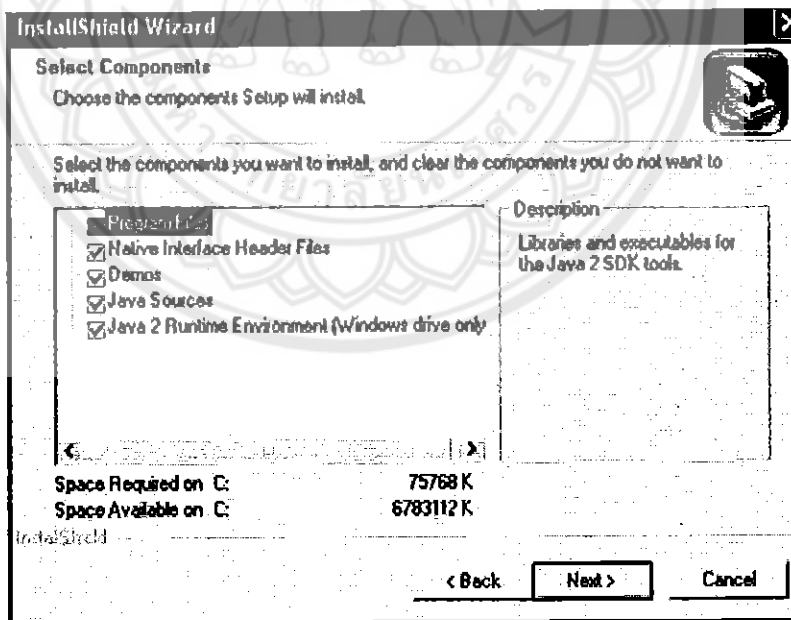 InstallShield Wizard
Select Components
Choose the components Setup will install.
Select the components you want to install, and clear the components you do not want to
install.
Program Files
Native Interface Header Files
Demos
Java Sources
Java 2 Runtime Environment (Windows drive only
Description
Libraries and executables for
the Java 2 SDK tools.
Space Required on C: 75768 K
Space Available on C: 6783112 K
InstallShield
< Back Next > Cancel